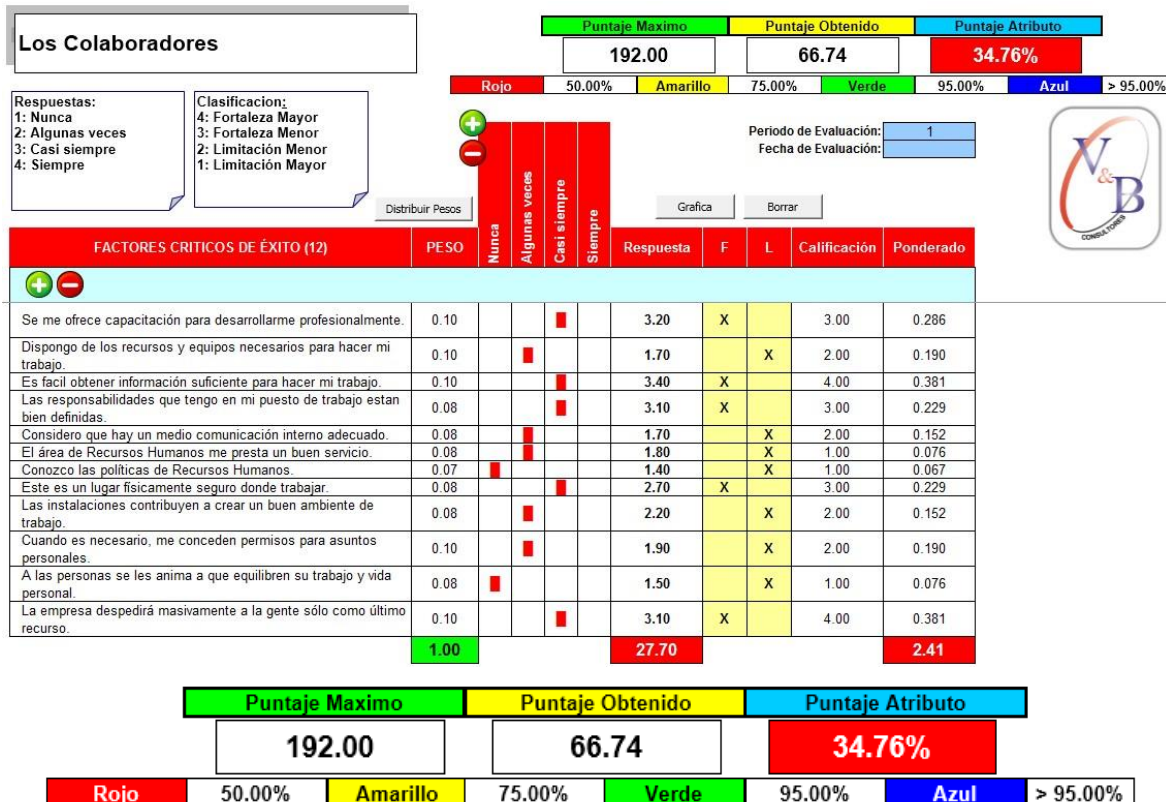 Los Colaboradores
Puntaje Maximo Puntaje Obtenido Puntaje Atributo
192.00 66.74 34.76%
Rojo 50.00% Amarillo 75.00% Verde 95.00% Azul > 95.00%
Respuestas:
1: Nunca
2: Algunas veces
3: Casi siempre
4: Siempre
Clasificacion:
4: Fortaleza Mayor
3: Fortaleza Menor
2: Limitación Menor
1: Limitación Mayor
Periodo de Evaluación: 1
Fecha de Evaluación:
V&B
CONSULTORES
Distribuir Pesos
Grafica
Borrar
FACTORES CRITICOS DE ÉXITO (12) PESO Nunca Algunas veces Casi siempre Siempre Respuesta F L Calificación Ponderado
Se me ofrece capacitación para desarrollarme profesionalmente. 0.10 3.20 X 3.00 0.286
Dispongo de los recursos y equipos necesarios para hacer mi
trabajo. 0.10 1.70 X 2.00 0.190
Es facil obtener información suficiente para hacer mi trabajo. 0.10 3.40 X 4.00 0.381
Las responsabilidades que tengo en mi puesto de trabajo estan
bien definidas. 0.08 3.10 X 3.00 0.229
Considero que hay un medio comunicación interno adecuado. 0.08 1.70 X 2.00 0.152
El área de Recursos Humanos me presta un buen servicio. 0.08 1.80 X 1.00 0.076
Conozco las políticas de Recursos Humanos. 0.07 1.40 X 1.00 0.067
Este es un lugar físicamente seguro donde trabajar. 0.08 2.70 X 3.00 0.229
Las instalaciones contribuyen a crear un buen ambiente de
trabajo. 0.08 2.20 X 2.00 0.152
Cuando es necesario, me conceden permisos para asuntos
personales. 0.10 1.90 X 2.00 0.190
A las personas se les anima a que equilibren su trabajo y vida
personal. 0.08 1.50 X 1.00 0.076
La empresa despedirá masivamente a la gente sólo como último
recurso. 0.10 3.10 X 4.00 0.381
1.00 27.70 2.41
Puntaje Maximo Puntaje Obtenido Puntaje Atributo
192.00 66.74 34.76%
Rojo 50.00% Amarillo 75.00% Verde 95.00% Azul > 95.00%